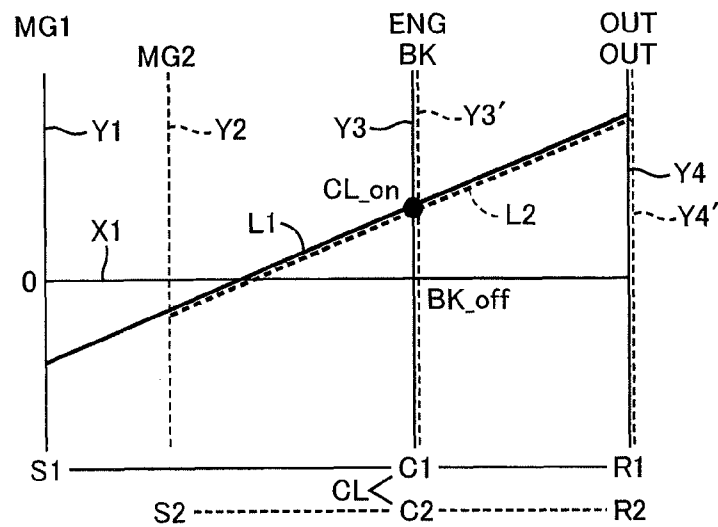 MG1 ENG OUT
MG2 BK OUT
Y1 Y2 Y3 Y3′
CL_on Y4
X1 L1 L2 Y4′
0
BK_off
S1 C1 R1
CL
S2 C2 R2